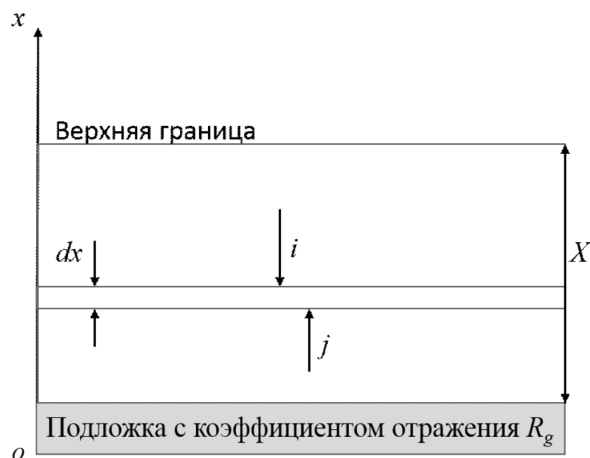 x
Верхняя граница
dx
i
X
j
Подложка с коэффициентом отражения R_g
o